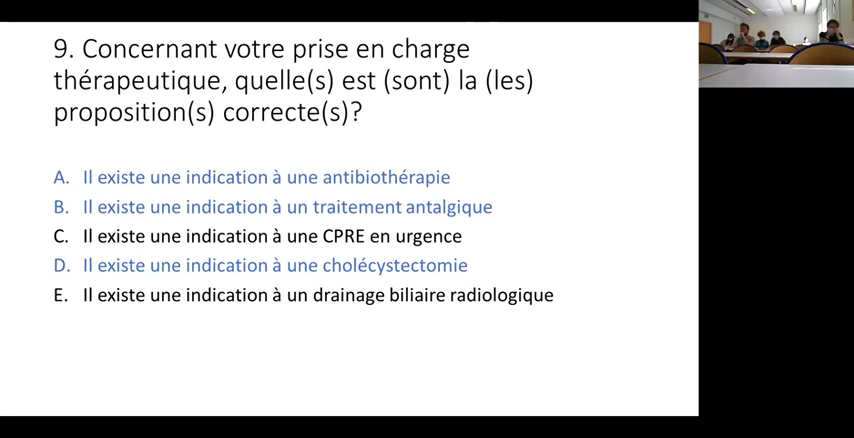 9. Concernant votre prise en charge
thérapeutique, quelle(s) est (sont) la (les)
proposition(s) correcte(s)?
A. Il existe une indication à une antibiothérapie
B. Il existe une indication à un traitement antalgique
C. Il existe une indication à une CPRE en urgence
D. Il existe une indication à une cholécystectomie
E. Il existe une indication à un drainage biliaire radiologique